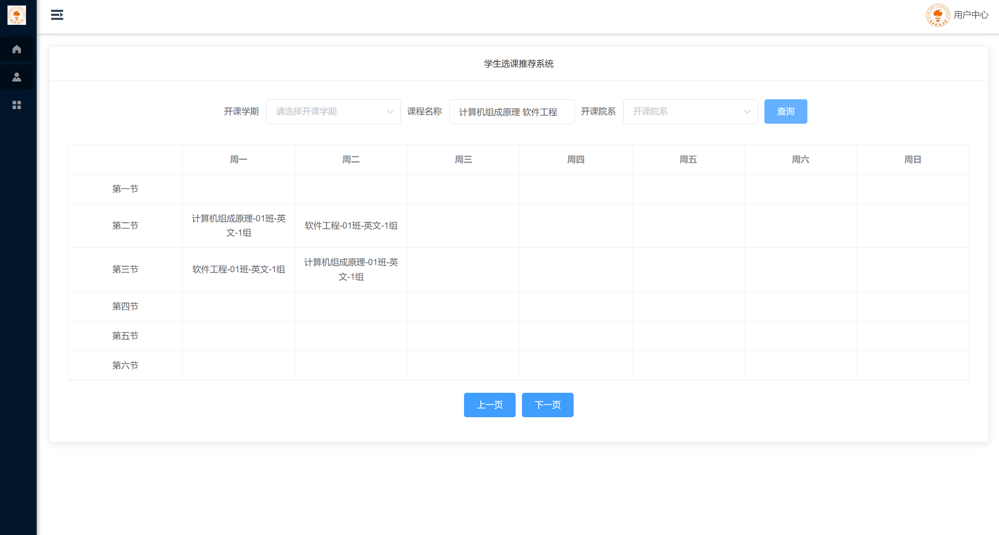 用户中心
学生选课推荐系统
开课学期 请选择开课学期 课程名称 计算机组成原理 软件工程 开课院系 开课院系 查询
周一 周二 周三 周四 周五 周六 周日
第一节
第二节
计算机组成原理-01班-英
文-1组
软件工程-01班-英文-1组
第三节
软件工程-01班-英文-1组
计算机组成原理-01班-英
文-1组
第四节
第五节
第六节
上一页 下一页